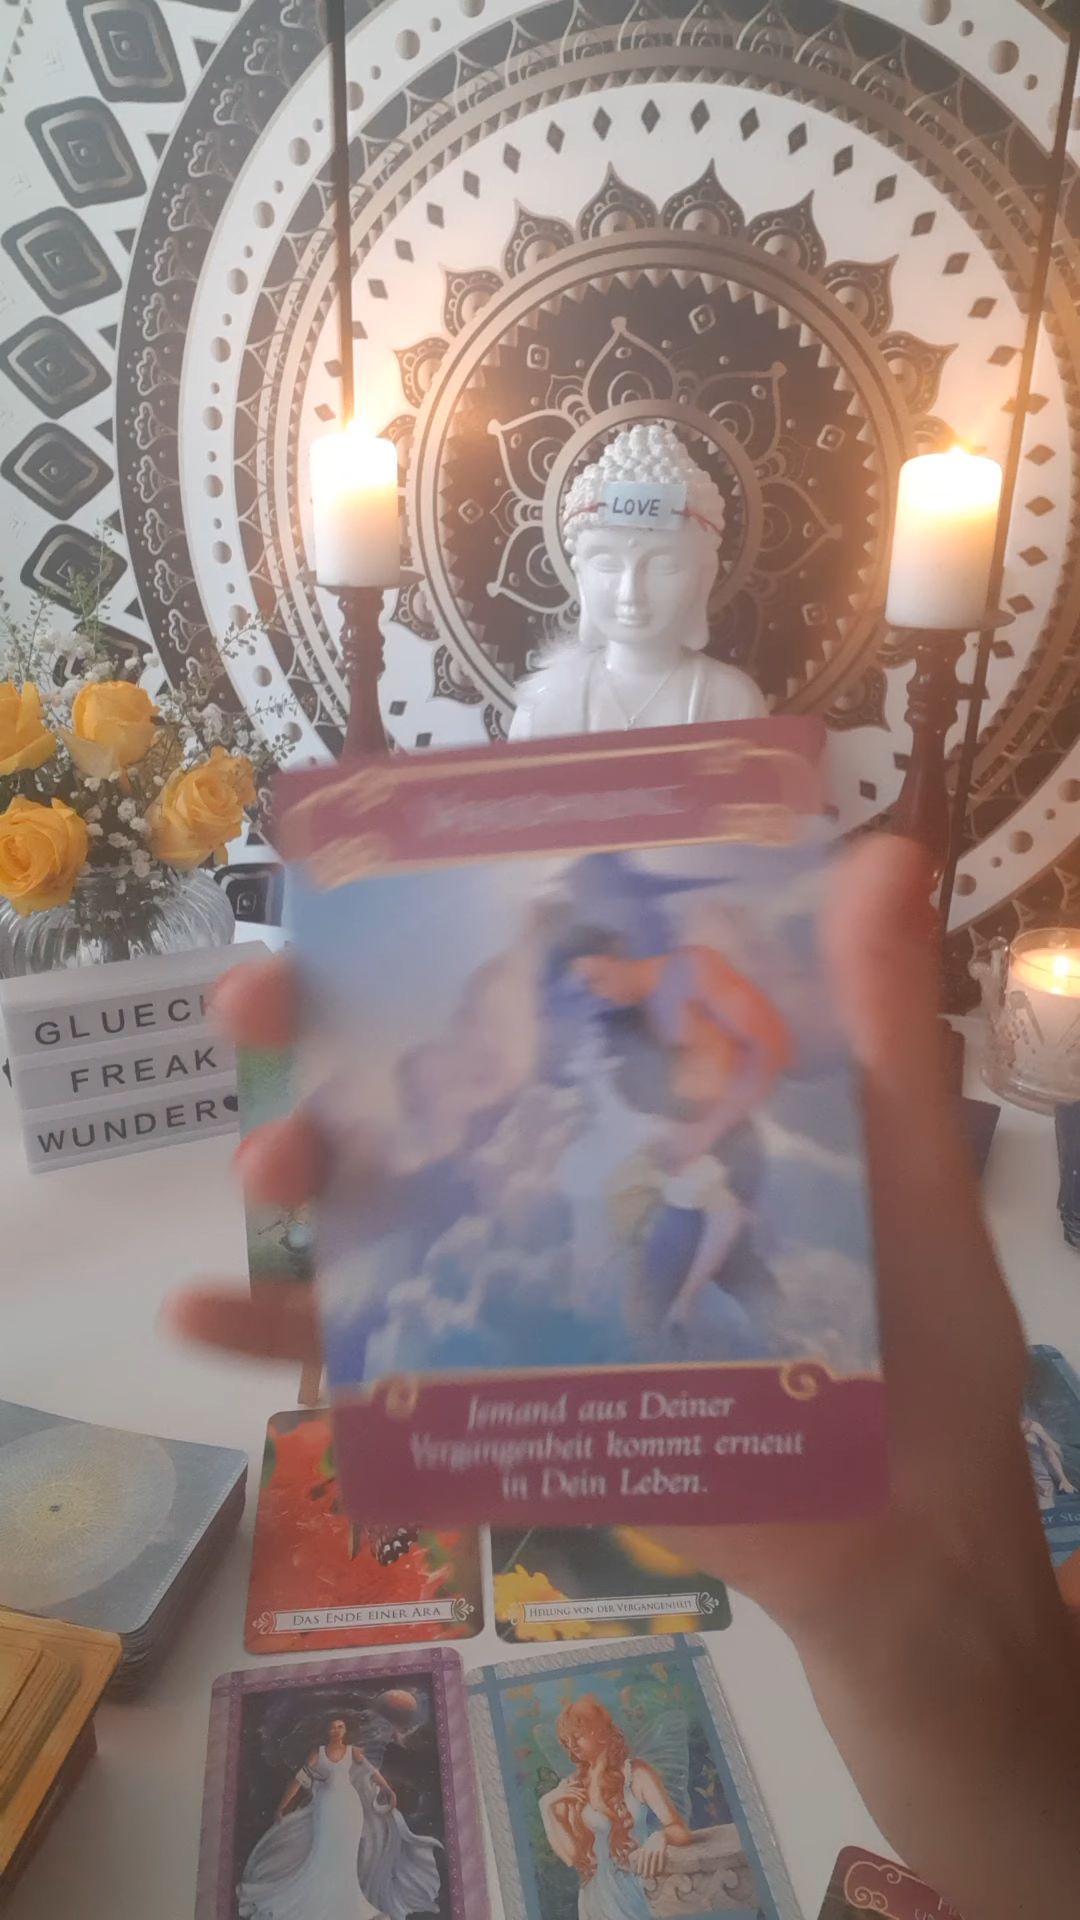 LOVE
GLUECK
FREAK
WUNDER
Jemand aus Deiner
Vergangenheit kommt erneut
in Dein Leben.
DAS ENDE EINER ÄRA
HEILUNG VON DER VERGANGENHEIT